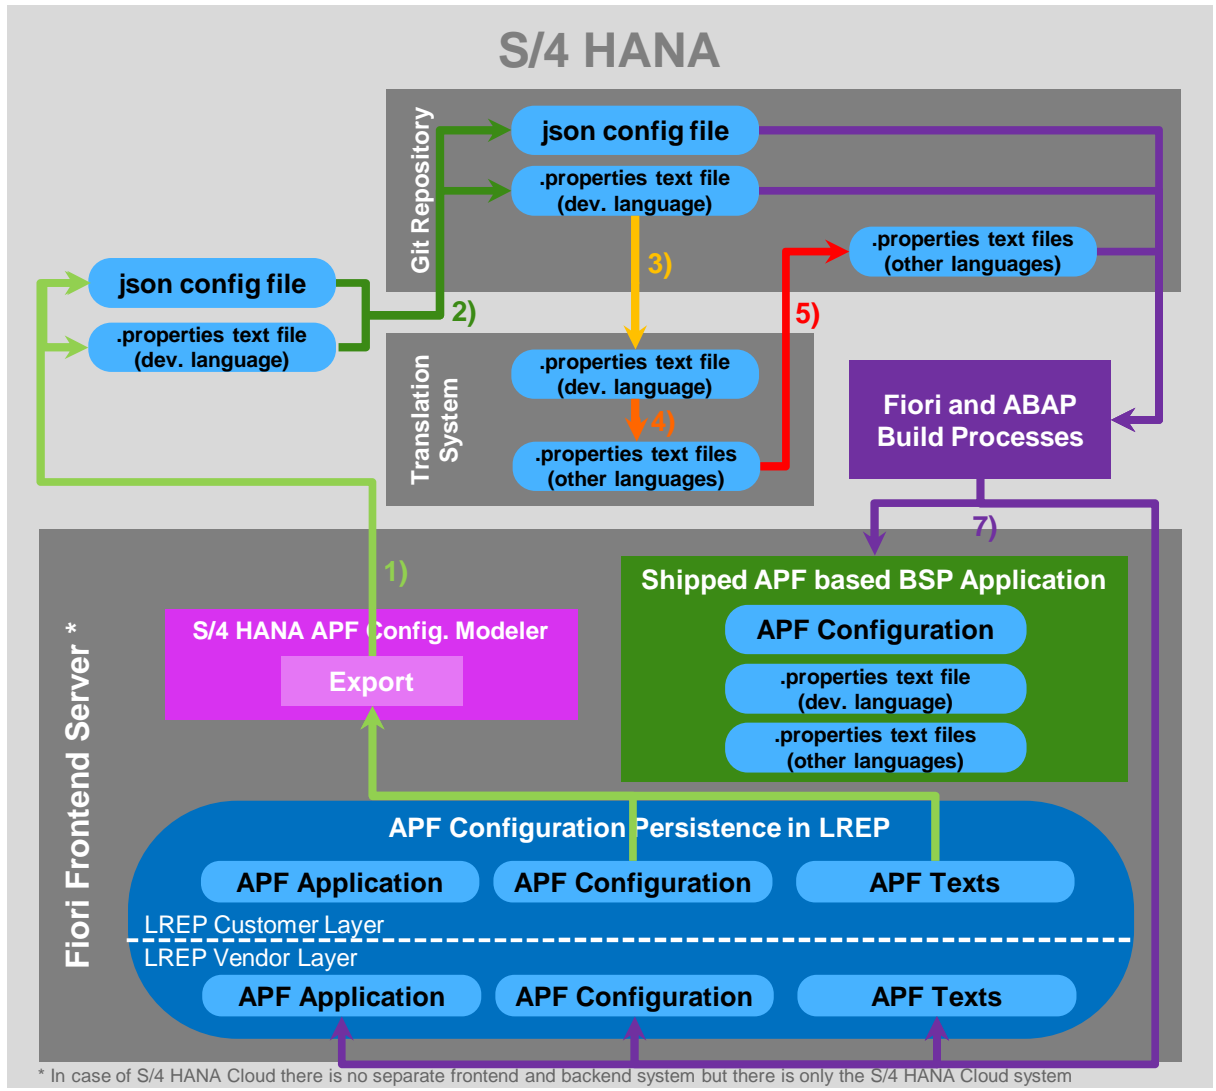 S/4 HANA
Git Repository
json config file
.properties text file
(dev. language)
3)
.properties text files
(other languages)
json config file
.properties text file
(dev. language)
2)
5)
Translation
System
.properties text file
(dev. language)
4)
.properties text files
(other languages)
Fiori and ABAP
Build Processes
7)
1)
Fiori Frontend Server *
S/4 HANA APF Config. Modeler
Export
Shipped APF based BSP Application
APF Configuration
.properties text file
(dev. language)
.properties text files
(other languages)
APF Configuration Persistence in LREP
APF Application
APF Configuration
APF Texts
LREP Customer Layer
LREP Vendor Layer
APF Application
APF Configuration
APF Texts
* In case of S/4 HANA Cloud there is no separate frontend and backend system but there is only the S/4 HANA Cloud system